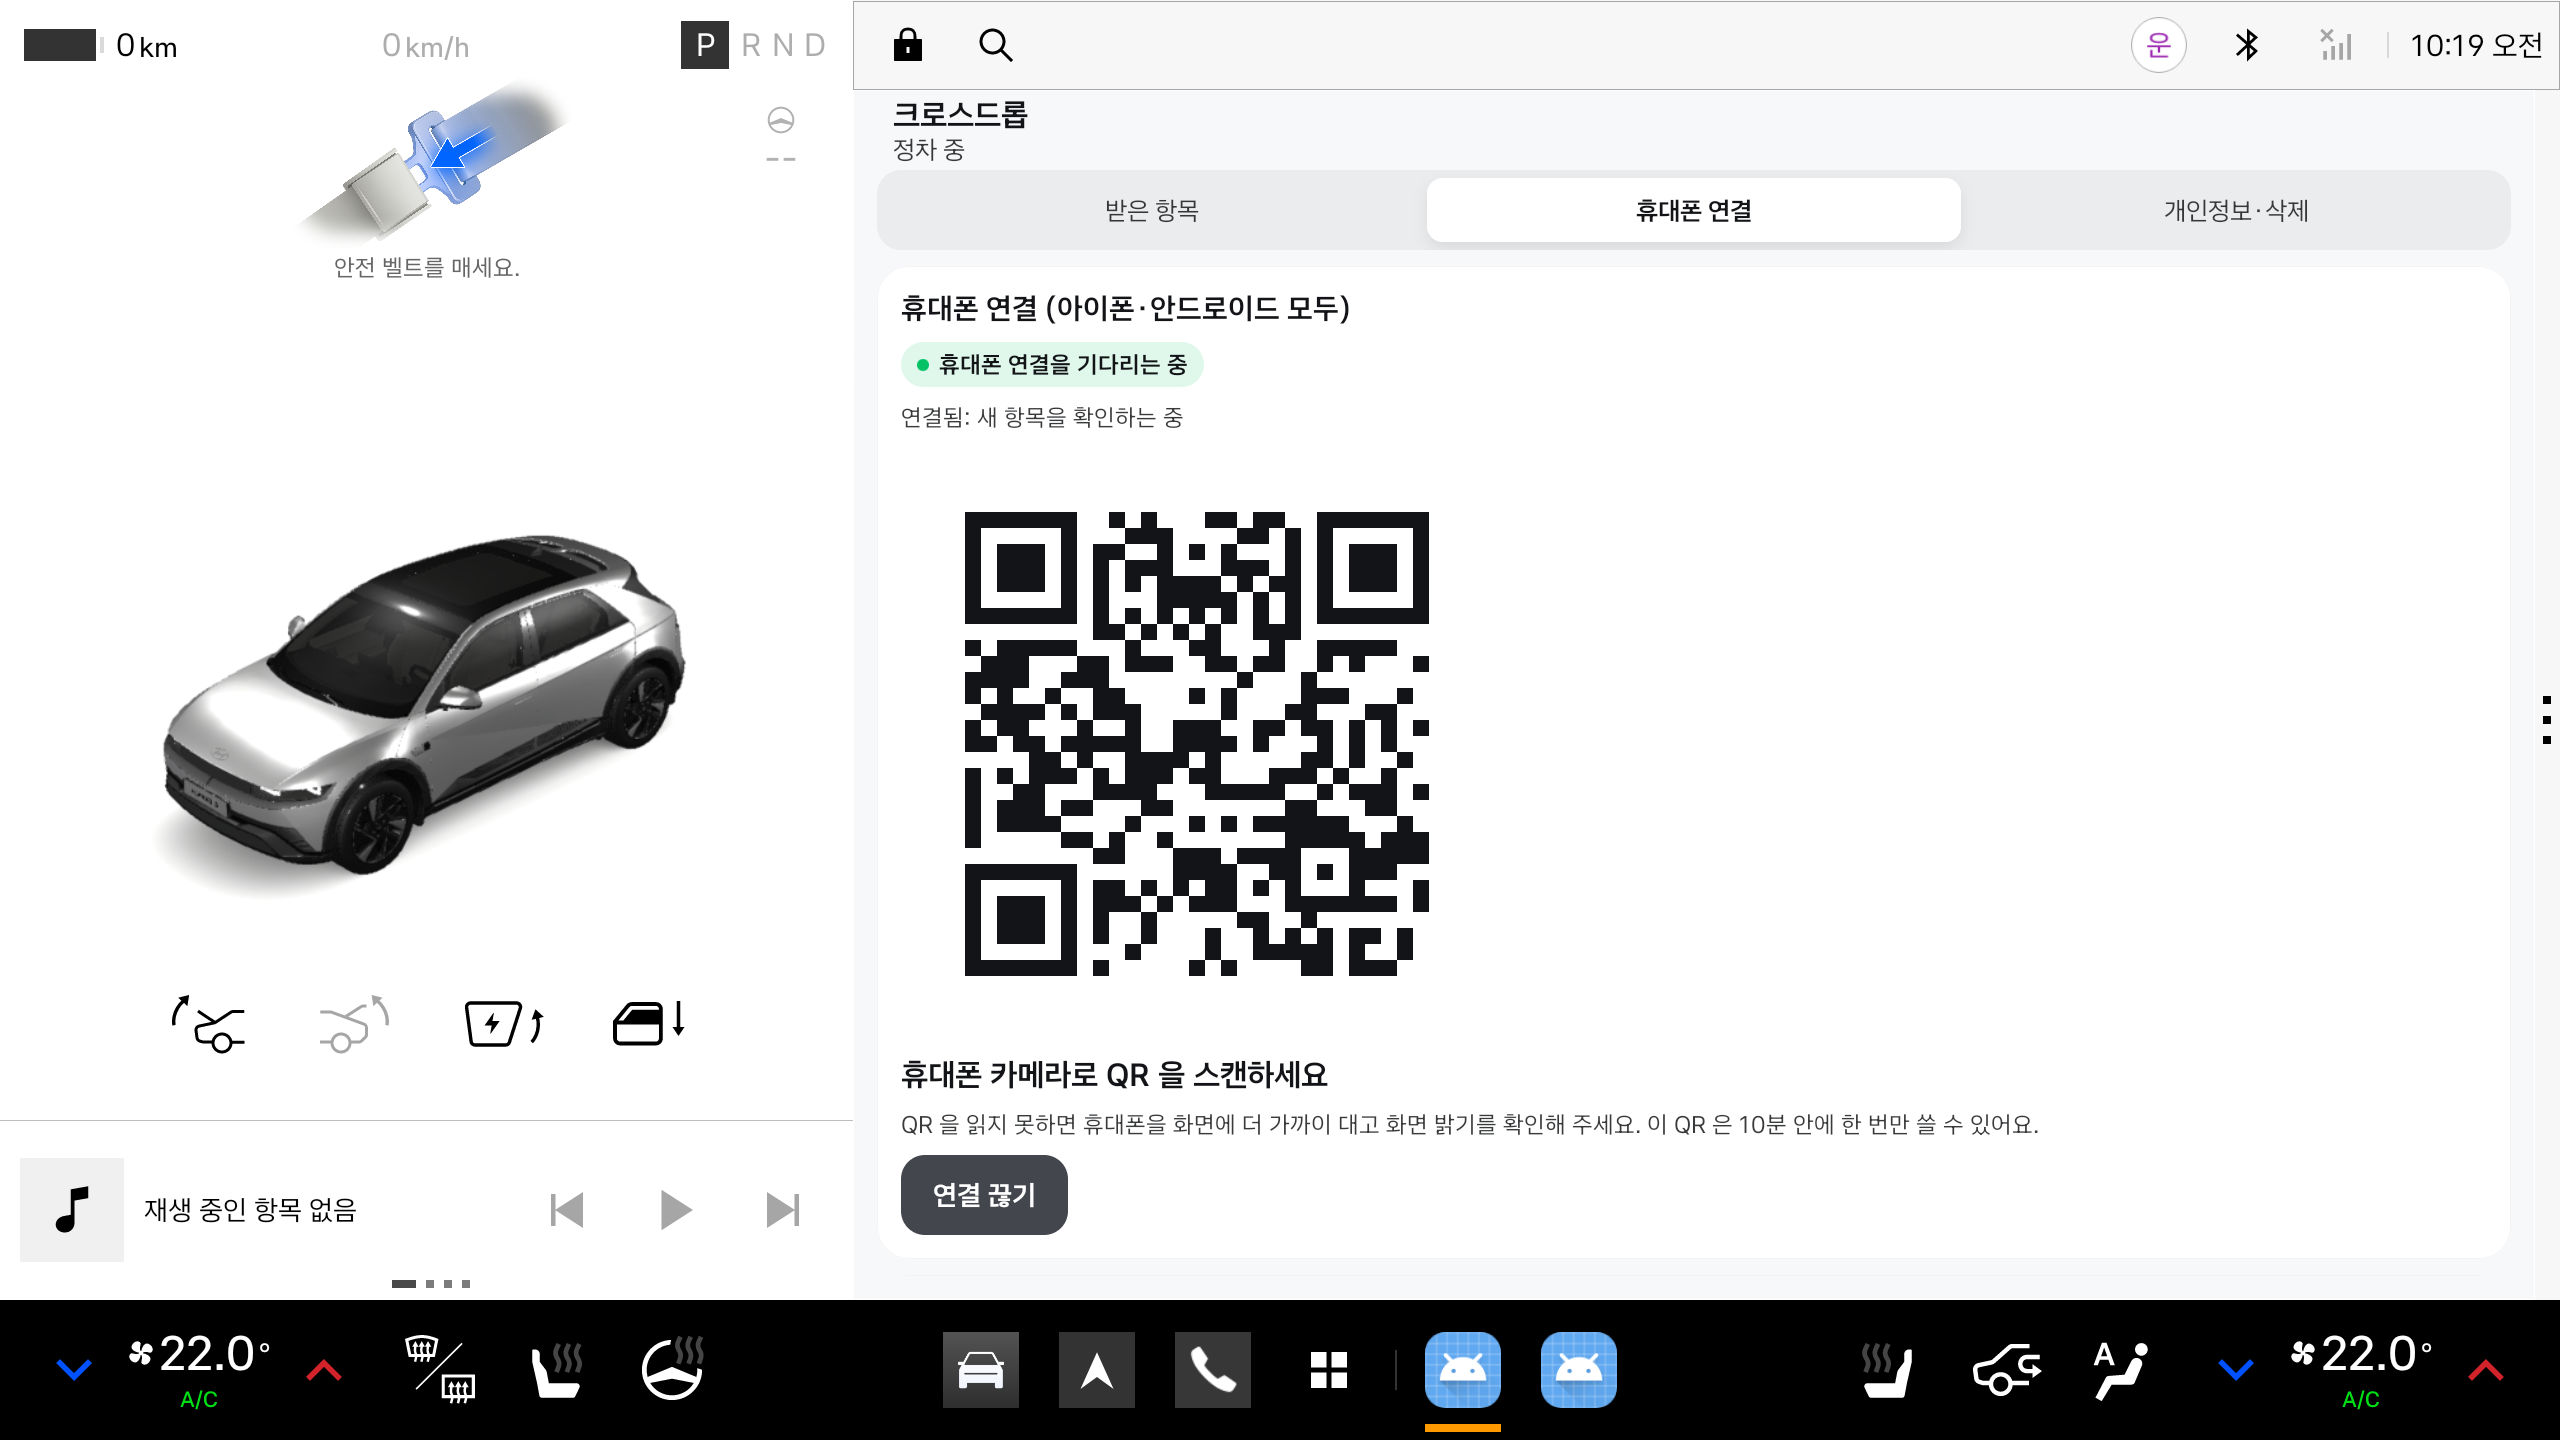 0 km
0 km/h
P R N D
운
10:19 오전
안전 벨트를 매세요.
크로스드롭
정차 중
받은 항목
휴대폰 연결
개인정보·삭제
휴대폰 연결 (아이폰·안드로이드 모두)
휴대폰 연결을 기다리는 중
연결됨: 새 항목을 확인하는 중
휴대폰 카메라로 QR 을 스캔하세요
QR 을 읽지 못하면 휴대폰을 화면에 더 가까이 대고 화면 밝기를 확인해 주세요. 이 QR 은 10분 안에 한 번만 쓸 수 있어요.
연결 끊기
재생 중인 항목 없음
22.0°
A/C
A
22.0°
A/C